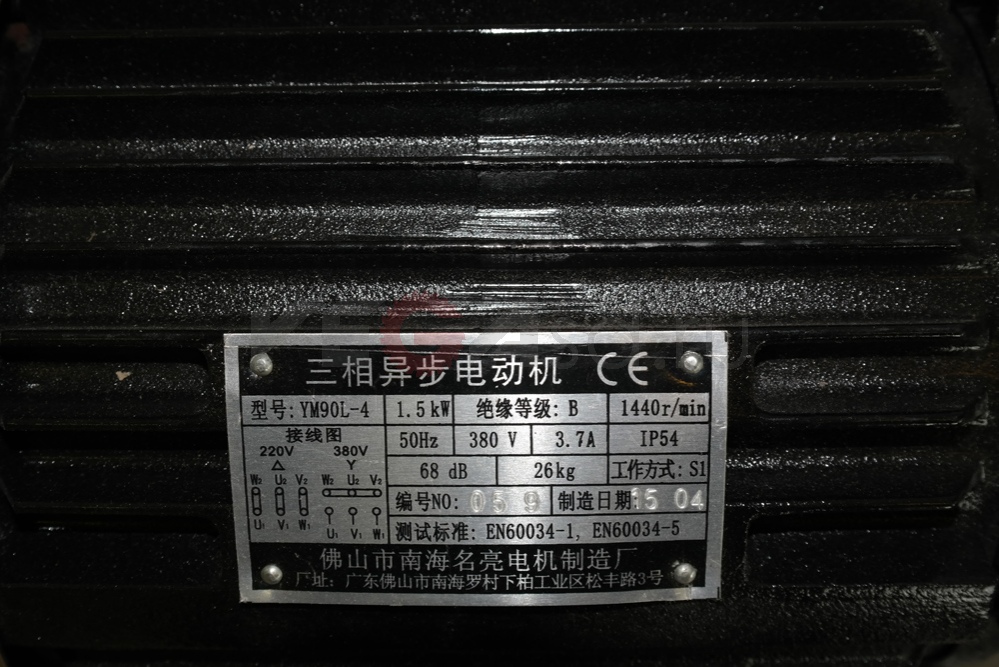 三相异步电动机 CE
型号: YM90L-4 1.5kW 绝缘等级: B 1440r/min
接线图 50Hz 380 V 3.7A IP54
220V 380V
△ Y
68 dB 26kg 工作方式: S1
W2 U2 V2 W2 U2 V2
编号NO: 059 制造日期: 15 04
U1 V1 W1 U1 V1 W1
测试标准: EN60034-1, EN60034-5
佛山市南海名亮电机制造厂
厂址: 广东佛山市南海罗村下柏工业区松丰路3号